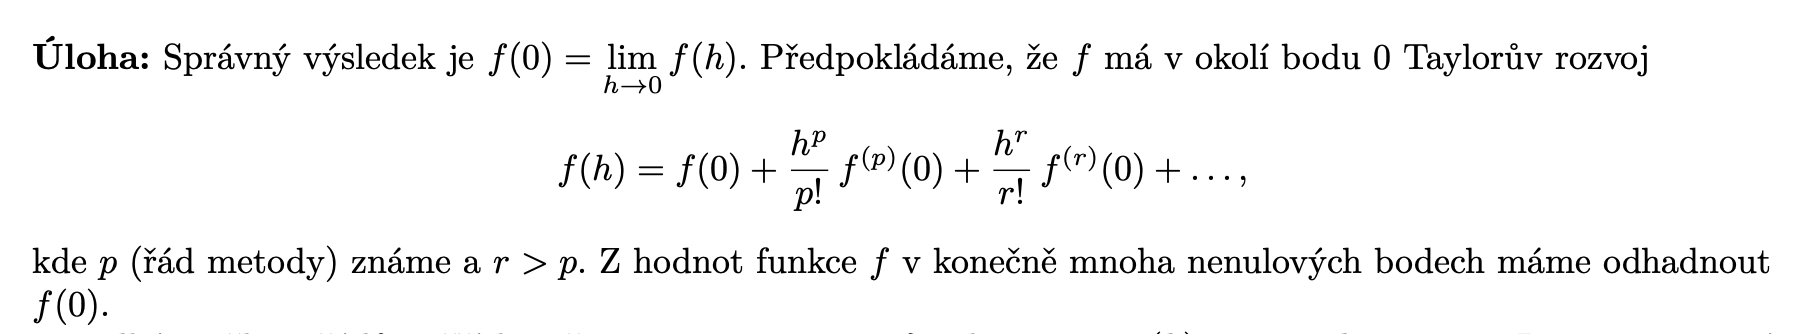 Úloha: Správný výsledek je f(0) = lim_{h→0} f(h). Předpokládáme, že f má v okolí bodu 0 Taylorův rozvoj
f(h) = f(0) + \frac{h^p}{p!} f^{(p)}(0) + \frac{h^r}{r!} f^{(r)}(0) + … ,
kde p (řád metody) známe a r > p. Z hodnot funkce f v konečně mnoha nenulových bodech máme odhadnout
f(0).